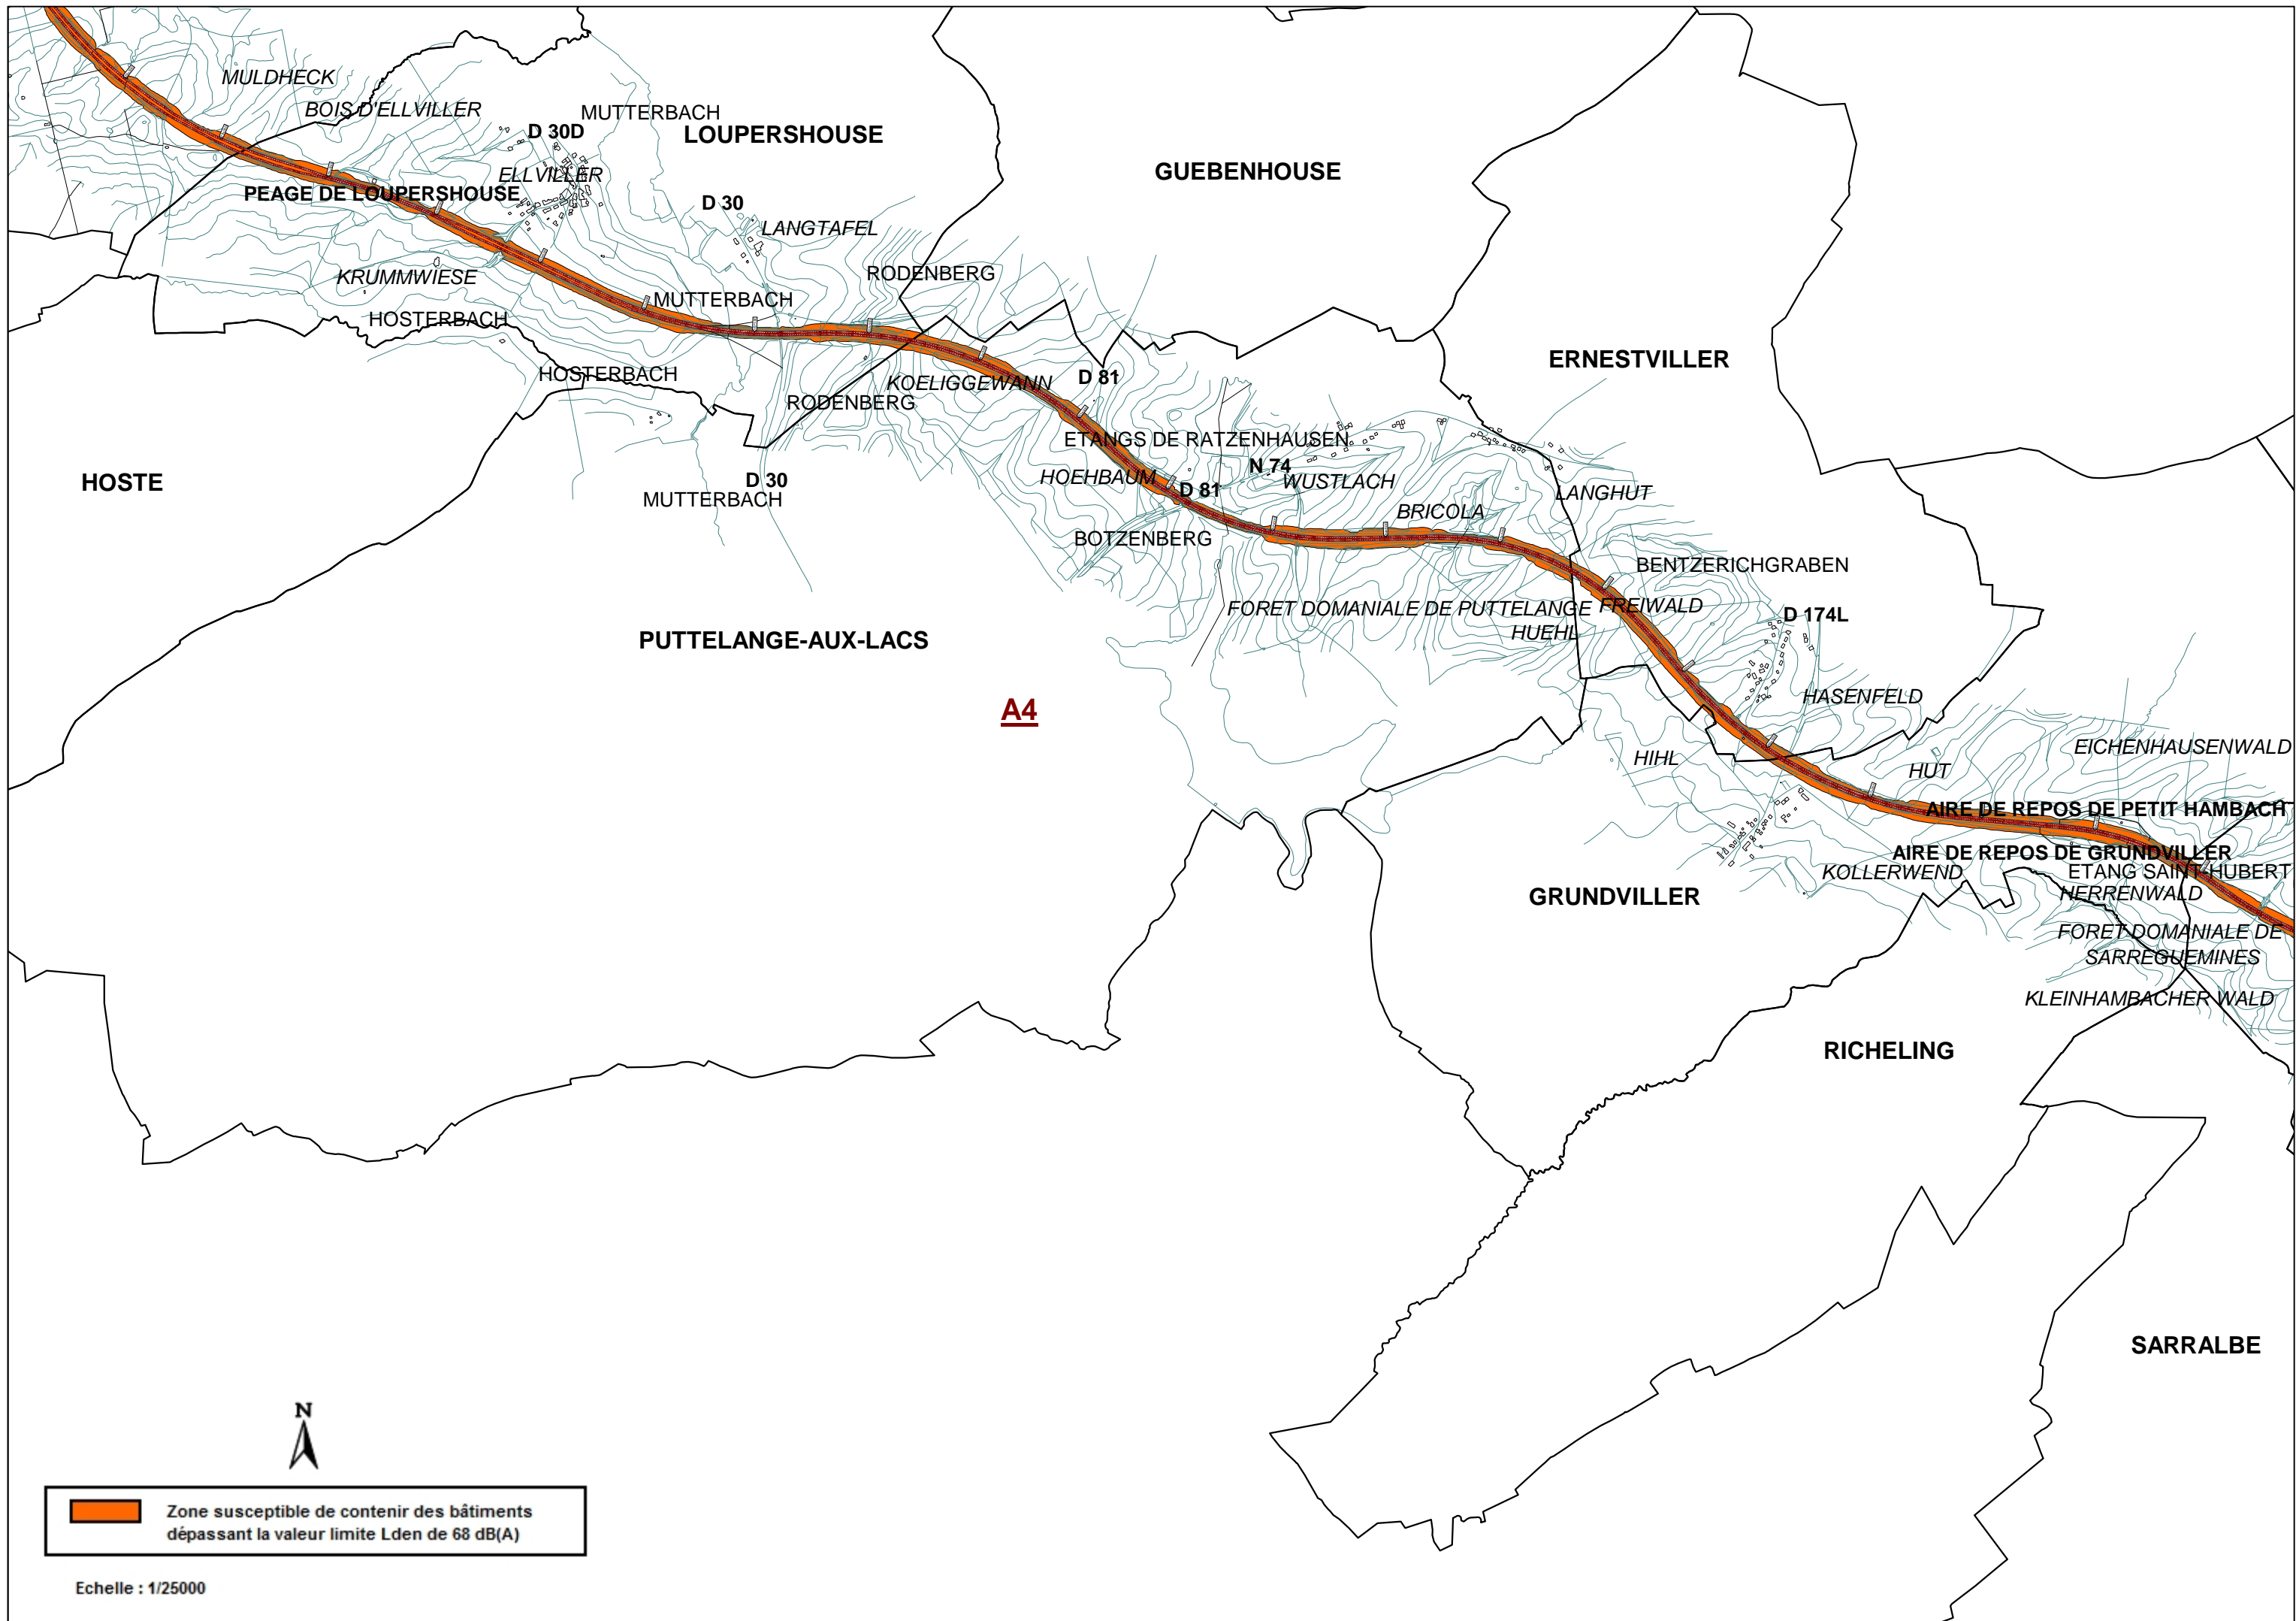 MULDHECK
BOIS D'ELLVILLER
MUTTERBACH
D 30D
LOUPERSHOUSE
GUEBENHOUSE
ELLVILLER
PEAGE DE LOUPERSHOUSE
D 30
LANGTAFEL
RODENBERG
KRUMMWIESE
MUTTERBACH
HOSTERBACH
ERNESTVILLER
HOSTERBACH
KOELIGGEWANN
D 81
RODENBERG
ETANGS DE RATZENHAUSEN
N 74
HOEHBAUM
WUSTLACH
HOSTE
D 30
D 81
LANGHUT
MUTTERBACH
BRICOLA
BOTZENBERG
BENTZERICHGRABEN
FORET DOMANIALE DE PUTTELANGE
FREIWALD
D 174L
HUEHL
PUTTELANGE-AUX-LACS
HASENFELD
A4
EICHENHAUSENWALD
HIHL
HUT
AIRE DE REPOS DE PETIT HAMBACH
AIRE DE REPOS DE GRUNDVILLER
KOLLERWEND
ETANG SAINT-HUBERT
HERRENWALD
GRUNDVILLER
FORET DOMANIALE DE
SARREGUEMINES
KLEINHAMBACHER WALD
RICHELING
SARRALBE
N
Zone susceptible de contenir des bâtiments
dépassant la valeur limite Lden de 68 dB(A)
Echelle : 1/25000